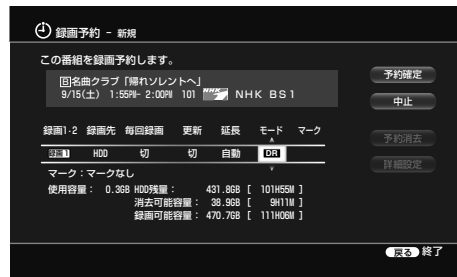 録画予約 - 新規
この番組を録画予約します。
回名曲クラブ「帰れソレントへ」
9/15(土) 1:55PM- 2:00PM 101 NHK NHK BS1
予約確定
中止
予約消去
詳細設定
録画1･2 録画先 毎回録画 更新 延長 モード マーク
録画1 HDD 切 切 自動 DR
マーク：マークなし
使用容量： 0.3GB HDD残量： 431.8GB [ 101H55M ]
消去可能容量： 38.9GB [ 9H11M ]
録画可能容量： 470.7GB [ 111H06M ]
戻る 終了